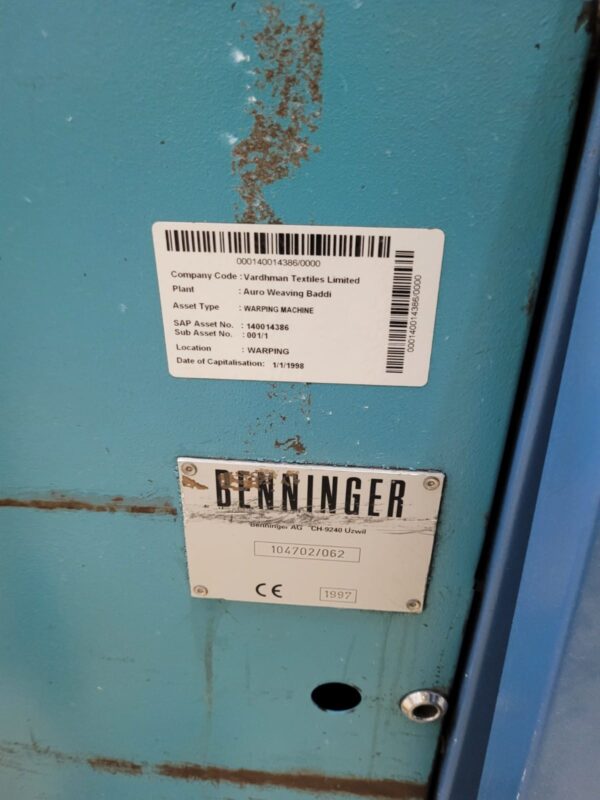 000140014386/0000
Company Code : Vardhman Textiles Limited
Plant : Auro Weaving Baddi
Asset Type : WARPING MACHINE
SAP Asset No. : 140014386
Sub Asset No. : 001/1
Location : WARPING
Date of Capitalisation: 1/1/1998
000140014386/0000
BENNINGER
Benninger AG CH-9240 Uzwil
104702/062
CE 1997